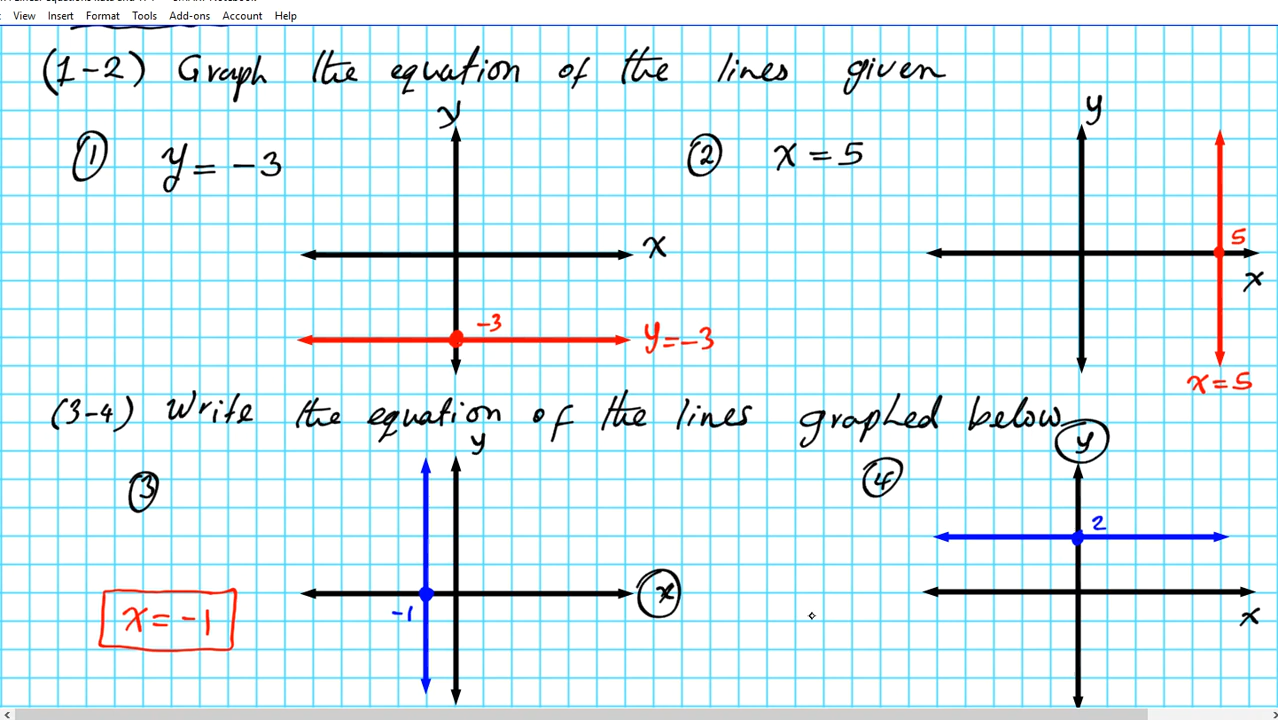 View Insert Format Tools Add-ons Account Help
(1-2) Graph the equation of the lines given
y
y
① y = -3
② x = 5
x
5
x
-3
y = -3
x = 5
(3-4) Write the equation of the lines graphed below
y
y
③
④
2
x = -1
-1
x
x